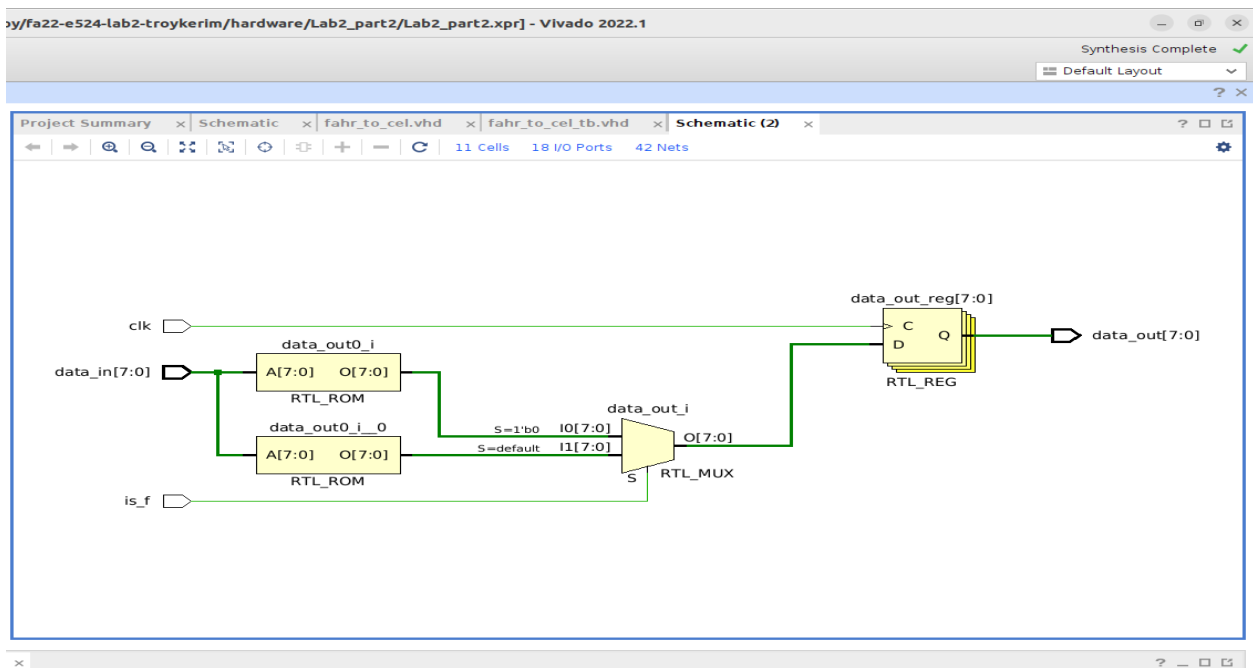 oy/fa22-e524-lab2-troykerim/hardware/Lab2_part2/Lab2_part2.xpr] - Vivado 2022.1
Synthesis Complete
Default Layout
Project Summary Schematic fahr_to_cel.vhd fahr_to_cel_tb.vhd Schematic (2)
11 Cells 18 I/O Ports 42 Nets
data_out_reg[7:0]
clk
C
Q
D
data_out[7:0]
RTL_REG
data_out0_i
data_in[7:0]
A[7:0] O[7:0]
RTL_ROM
data_out0_i__0
A[7:0] O[7:0]
RTL_ROM
data_out_i
S=1'b0 I0[7:0]
S=default I1[7:0]
O[7:0]
S
RTL_MUX
is_f